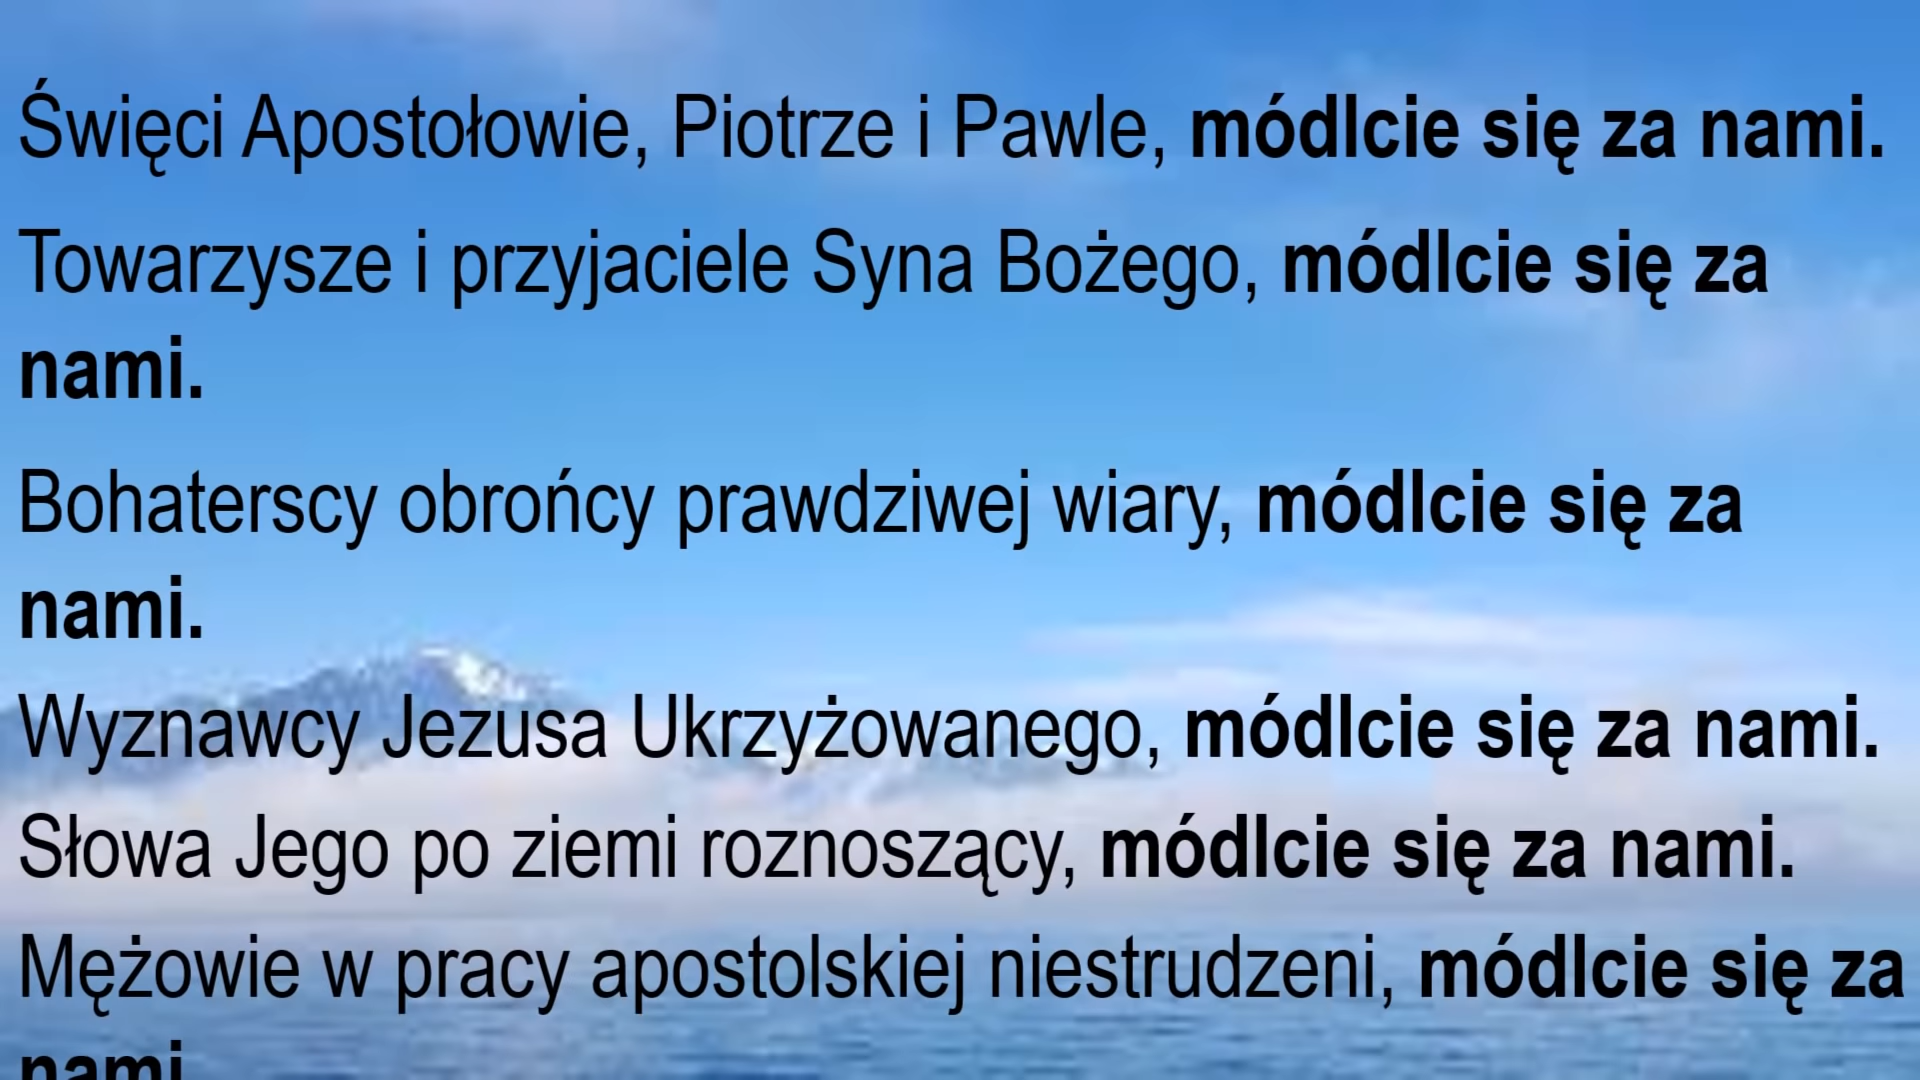 Święci Apostołowie, Piotrze i Pawle, módlcie się za nami.
Towarzysze i przyjaciele Syna Bożego, módlcie się za
nami.
Bohaterscy obrońcy prawdziwej wiary, módlcie się za
nami.
Wyznawcy Jezusa Ukrzyżowanego, módlcie się za nami.
Słowa Jego po ziemi roznoszący, módlcie się za nami.
Mężowie w pracy apostolskiej niestrudzeni, módlcie się za
nami